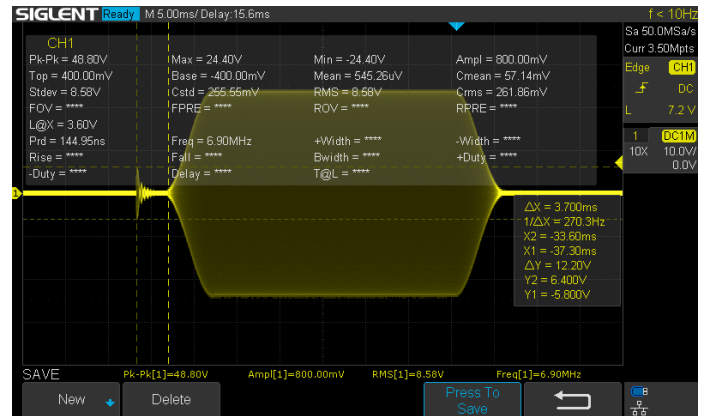 SIGLENT Ready M 5.00ms/ Delay:15.6ms f < 10Hz
Sa 50.0MSa/s
Curr 3.50Mpts
Edge CH1
DC
L 7.2 V
1 DC1M
10X 10.0V/
0.0V
CH1
Pk-Pk = 48.80V Max = 24.40V Min = -24.40V Ampl = 800.00mV
Top = 400.00mV Base = -400.00mV Mean = 545.26uV Cmean = 57.14mV
Stdev = 8.58V Cstd = 255.55mV RMS = 8.58V Crms = 261.86mV
FOV = **** FPRE = **** ROV = **** RPRE = ****
L@X = 3.60V
Prd = 144.95ns Freq = 6.90MHz +Width = **** -Width = ****
Rise = **** Fall = **** Bwidth = **** +Duty = ****
-Duty = **** Delay = **** T@L = ****
1
△X = 3.700ms
1/△X = 270.3Hz
X2 = -33.60ms
X1 = -37.30ms
△Y = 12.20V
Y2 = 6.400V
Y1 = -5.800V
SAVE Pk-Pk[1]=48.80V Ampl[1]=800.00mV RMS[1]=8.58V Freq[1]=6.90MHz
New Delete Press To
Save
B